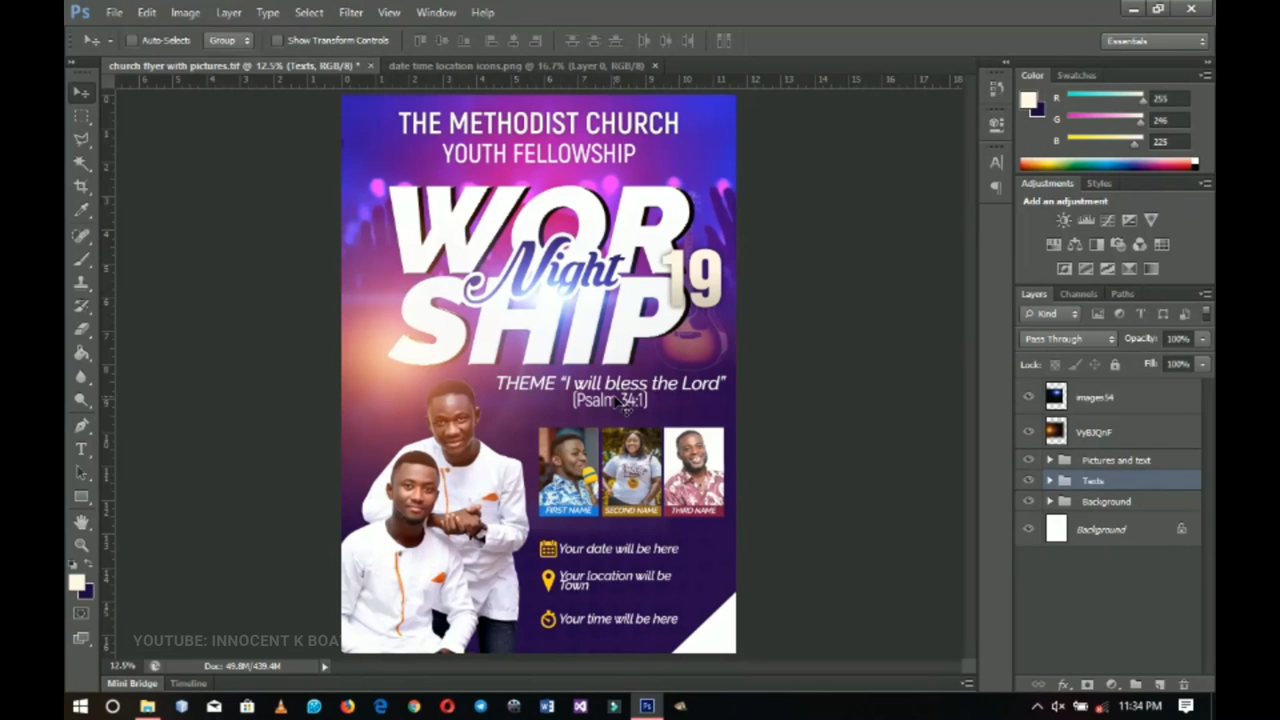 Ps File Edit Image Layer Type Select Filter View Window Help
Auto-Select: Group Show Transform Controls Essentials
church flyer with pictures.tif @ 12.5% (Texts, RGB/8) * × date time location icons.png @ 16.7% (Layer 0, RGB/8) ×
THE METHODIST CHURCH
YOUTH FELLOWSHIP
WOR
Night
19
SHIP
THEME "I will bless the Lord"
(Psalm 34:1)
FIRST NAME SECOND NAME THIRD NAME
Your date will be here
Your location will be
Town
Your time will be here
YOUTUBE: INNOCENT K BOA
12.5% Doc: 49.8M/439.4M
Mini Bridge Timeline
Color Swatches
R 255
G 246
B 225
Adjustments Styles
Add an adjustment
Layers Channels Paths
Kind
Pass Through Opacity: 100%
Lock: Fill: 100%
images54
VyBJQnF
Pictures and text
Texts
Background
Background
11:34 PM